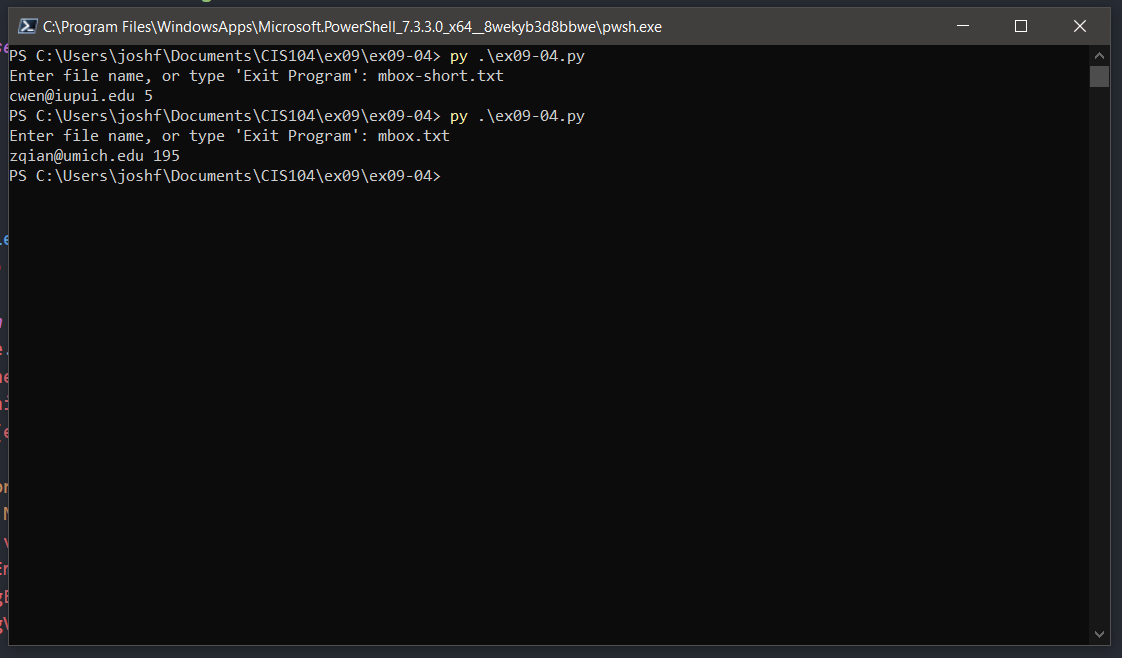 C:\Program Files\WindowsApps\Microsoft.PowerShell_7.3.3.0_x64__8wekyb3d8bbwe\pwsh.exe
PS C:\Users\joshf\Documents\CIS104\ex09\ex09-04> py .\ex09-04.py
Enter file name, or type 'Exit Program': mbox-short.txt
cwen@iupui.edu 5
PS C:\Users\joshf\Documents\CIS104\ex09\ex09-04> py .\ex09-04.py
Enter file name, or type 'Exit Program': mbox.txt
zqian@umich.edu 195
PS C:\Users\joshf\Documents\CIS104\ex09\ex09-04>